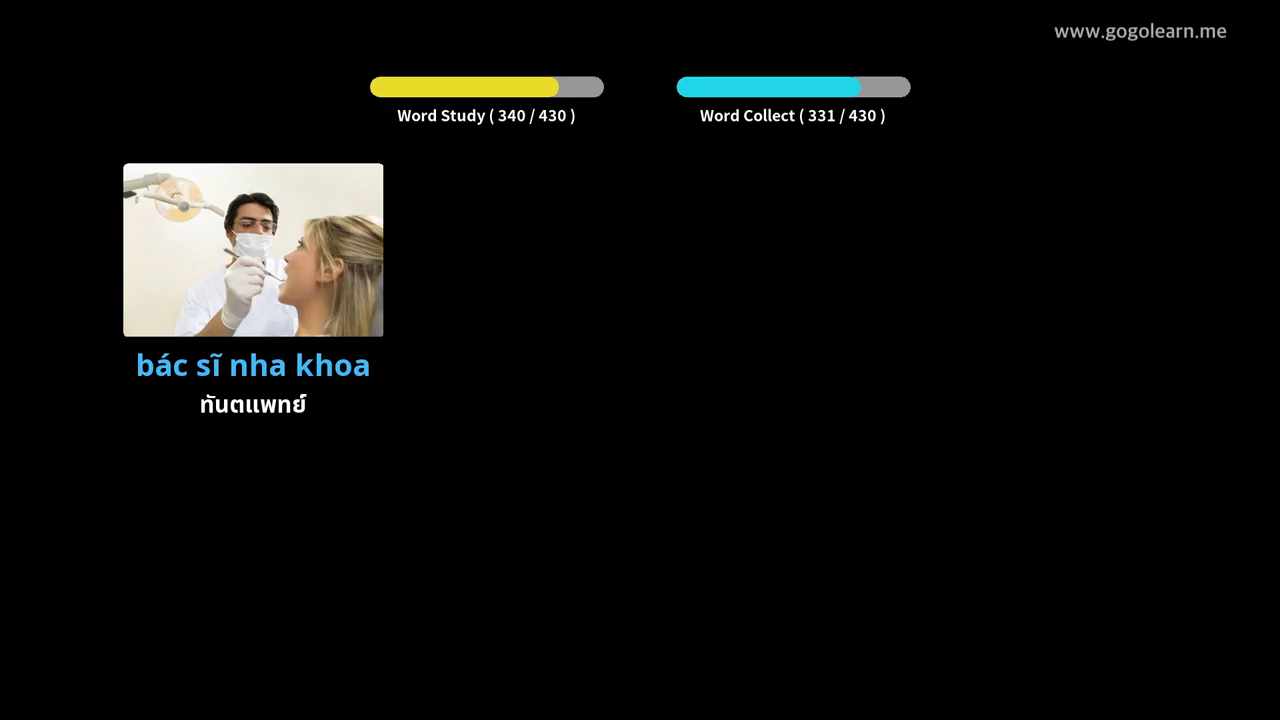 www.gogolearn.me
Word Study ( 340 / 430 )
Word Collect ( 331 / 430 )
bác sĩ nha khoa
ทันตแพทย์